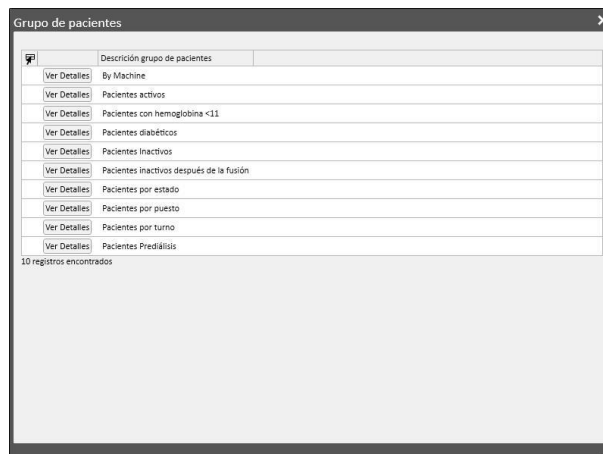 Grupo de pacientes
Descrición grupo de pacientes
Ver Detalles By Machine
Ver Detalles Pacientes activos
Ver Detalles Pacientes con hemoglobina <11
Ver Detalles Pacientes diabéticos
Ver Detalles Pacientes Inactivos
Ver Detalles Pacientes inactivos después de la fusión
Ver Detalles Pacientes por estado
Ver Detalles Pacientes por puesto
Ver Detalles Pacientes por turno
Ver Detalles Pacientes Prediálisis
10 registros encontrados